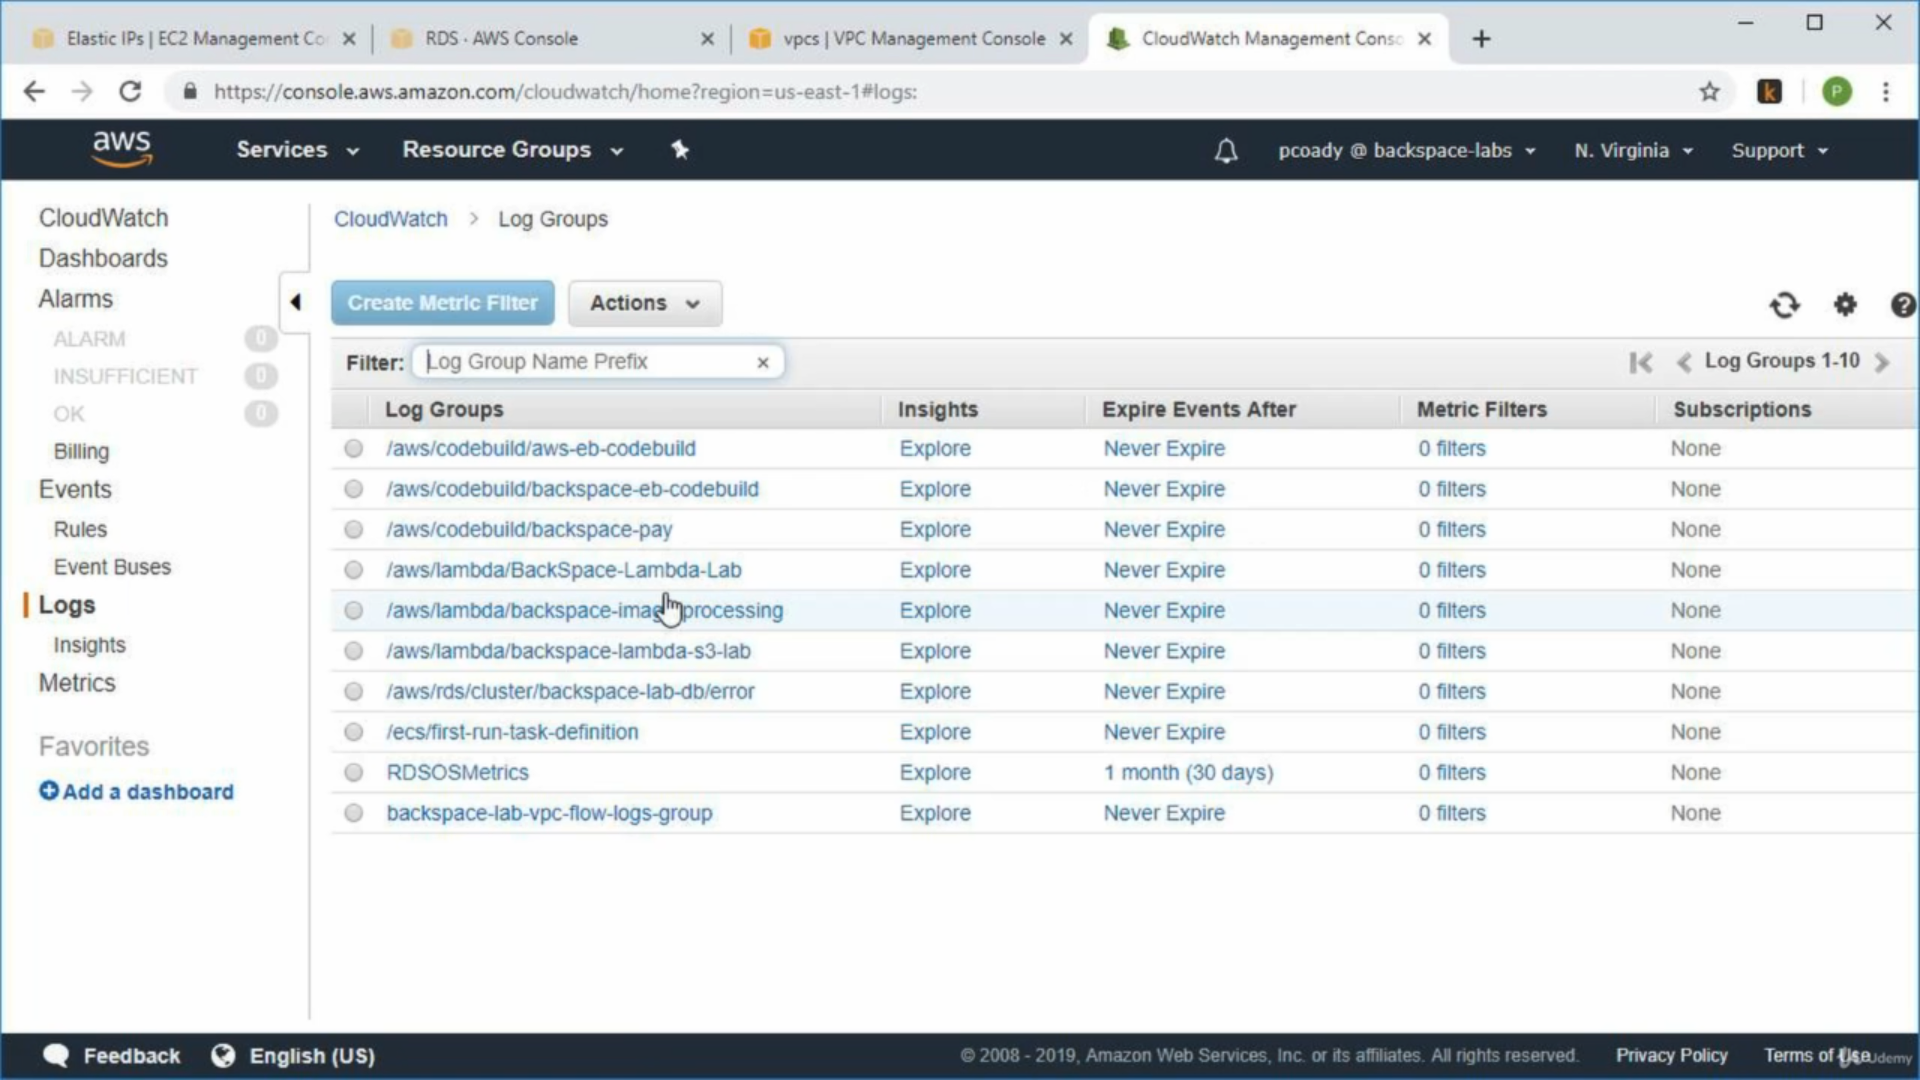 Elastic IPs | EC2 Management Co
RDS · AWS Console
vpcs | VPC Management Console
CloudWatch Management Conso
https://console.aws.amazon.com/cloudwatch/home?region=us-east-1#logs:
k
P
aws
Services
Resource Groups
pcoady @ backspace-labs
N. Virginia
Support
CloudWatch
Dashboards
Alarms
ALARM 0
INSUFFICIENT 0
OK 0
Billing
Events
Rules
Event Buses
Logs
Insights
Metrics
Favorites
Add a dashboard
CloudWatch > Log Groups
Create Metric Filter
Actions
Filter: Log Group Name Prefix
Log Groups 1-10
Log Groups Insights Expire Events After Metric Filters Subscriptions
/aws/codebuild/aws-eb-codebuild Explore Never Expire 0 filters None
/aws/codebuild/backspace-eb-codebuild Explore Never Expire 0 filters None
/aws/codebuild/backspace-pay Explore Never Expire 0 filters None
/aws/lambda/BackSpace-Lambda-Lab Explore Never Expire 0 filters None
/aws/lambda/backspace-image-processing Explore Never Expire 0 filters None
/aws/lambda/backspace-lambda-s3-lab Explore Never Expire 0 filters None
/aws/rds/cluster/backspace-lab-db/error Explore Never Expire 0 filters None
/ecs/first-run-task-definition Explore Never Expire 0 filters None
RDSOSMetrics Explore 1 month (30 days) 0 filters None
backspace-lab-vpc-flow-logs-group Explore Never Expire 0 filters None
Feedback
English (US)
© 2008 - 2019, Amazon Web Services, Inc. or its affiliates. All rights reserved.
Privacy Policy
Terms of Use
Udemy